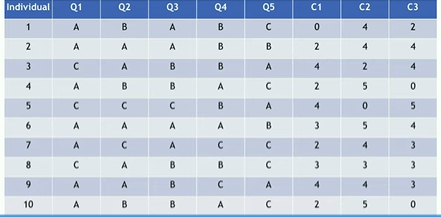 Individual Q1 Q2 Q3 Q4 Q5 C1 C2 C3
1 A B A B C 0 4 2
2 A A A B B 2 4 4
3 C A B B A 4 2 4
4 A B B A C 2 5 0
5 C C C B A 4 0 5
6 A A A A B 3 5 4
7 A C A C C 2 4 3
8 C A B B C 3 3 3
9 A A B C A 4 4 3
10 A B B A C 2 5 0